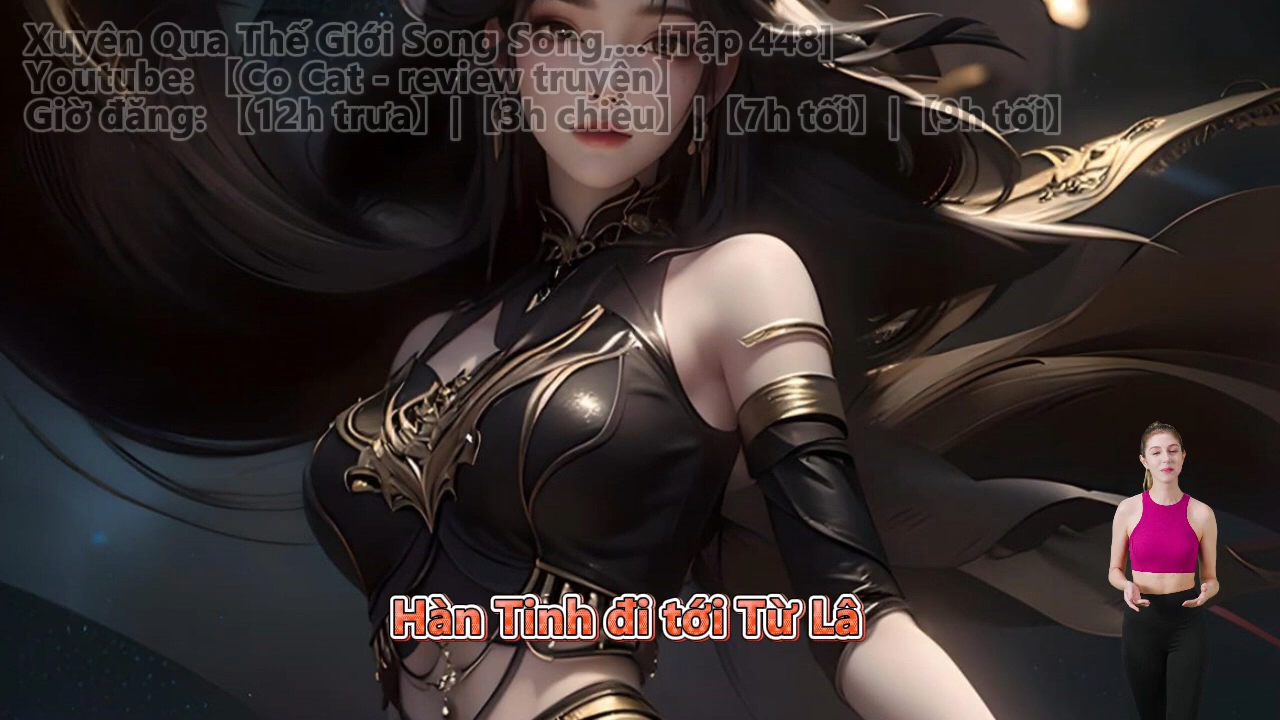 Xuyên Qua Thế Giới Song Song,... [Tập 448]
Youtube: 【Co Cat - review truyện】
Giờ đăng: 【12h trưa】 | 【3h chiều】 | 【7h tối】 | 【9h tối】
Hàn Tinh đi tới Từ Lâ